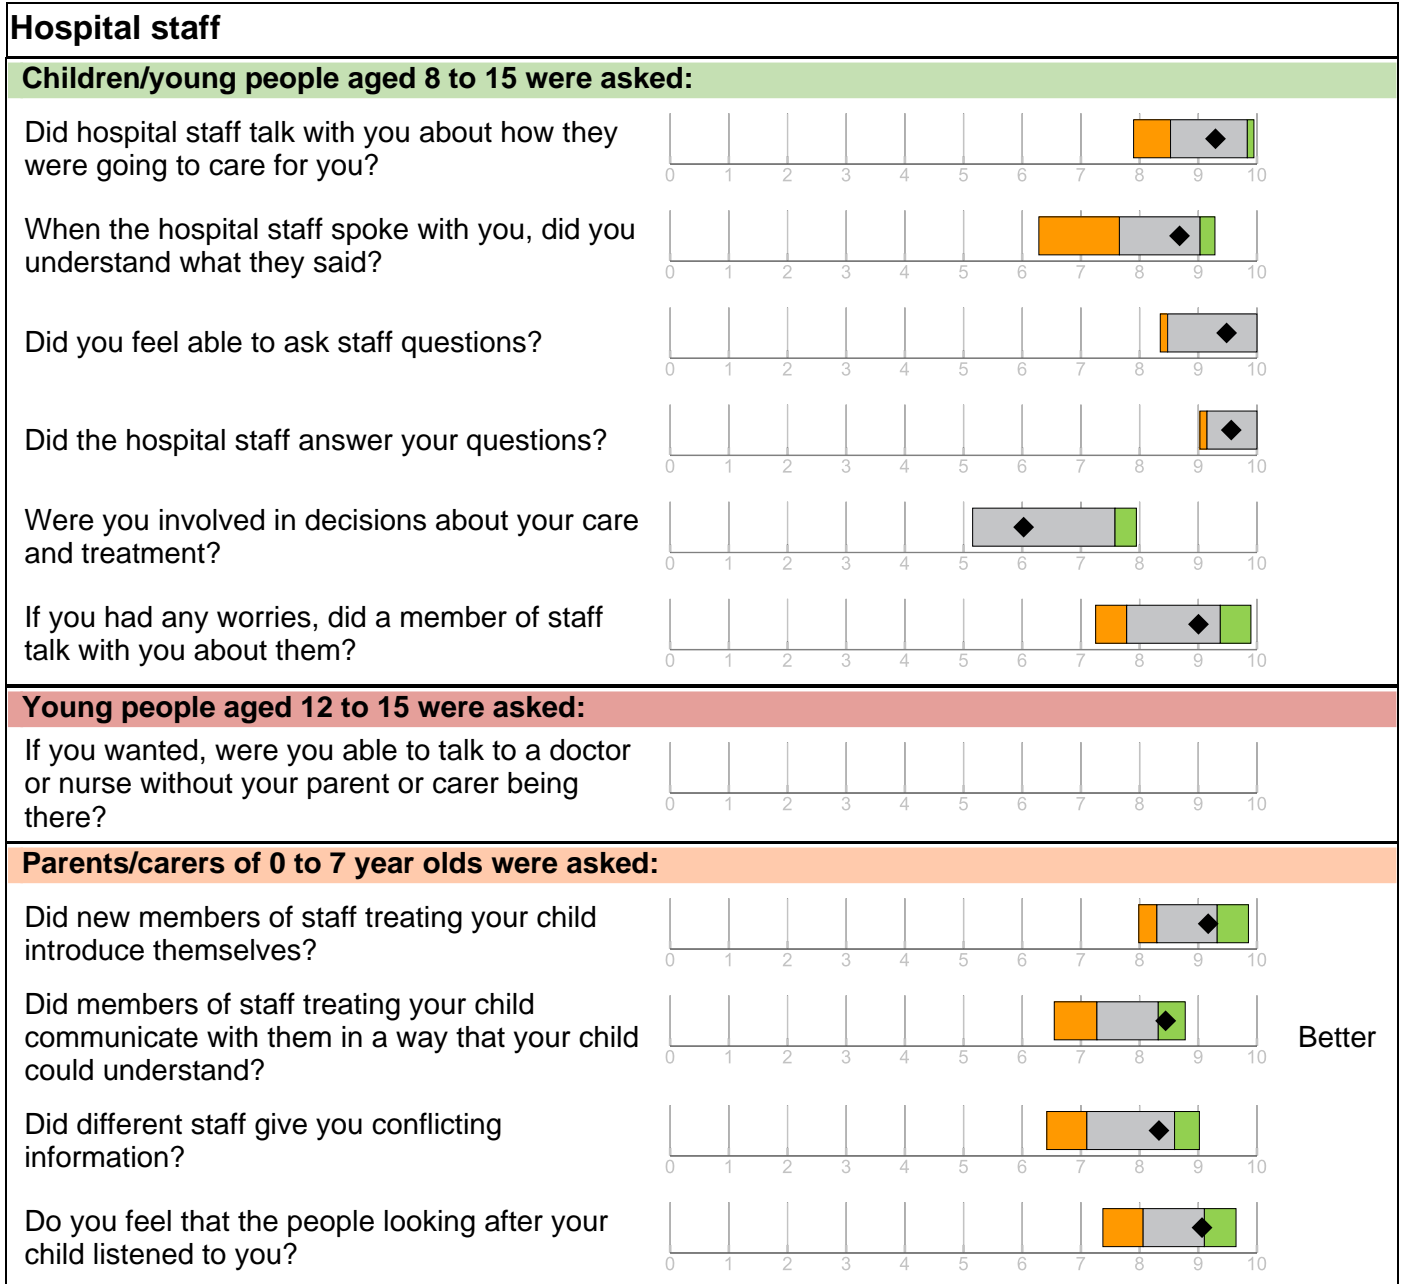 Hospital staff
Children/young people aged 8 to 15 were asked:
Did hospital staff talk with you about how they
were going to care for you?
0 1 2 3 4 5 6 7 8 9 10
When the hospital staff spoke with you, did you
understand what they said?
0 1 2 3 4 5 6 7 8 9 10
Did you feel able to ask staff questions?
0 1 2 3 4 5 6 7 8 9 10
Did the hospital staff answer your questions?
0 1 2 3 4 5 6 7 8 9 10
Were you involved in decisions about your care
and treatment?
0 1 2 3 4 5 6 7 8 9 10
If you had any worries, did a member of staff
talk with you about them?
0 1 2 3 4 5 6 7 8 9 10
Young people aged 12 to 15 were asked:
If you wanted, were you able to talk to a doctor
or nurse without your parent or carer being
there?
0 1 2 3 4 5 6 7 8 9 10
Parents/carers of 0 to 7 year olds were asked:
Did new members of staff treating your child
introduce themselves?
0 1 2 3 4 5 6 7 8 9 10
Did members of staff treating your child
communicate with them in a way that your child
could understand?
0 1 2 3 4 5 6 7 8 9 10
Better
Did different staff give you conflicting
information?
0 1 2 3 4 5 6 7 8 9 10
Do you feel that the people looking after your
child listened to you?
0 1 2 3 4 5 6 7 8 9 10